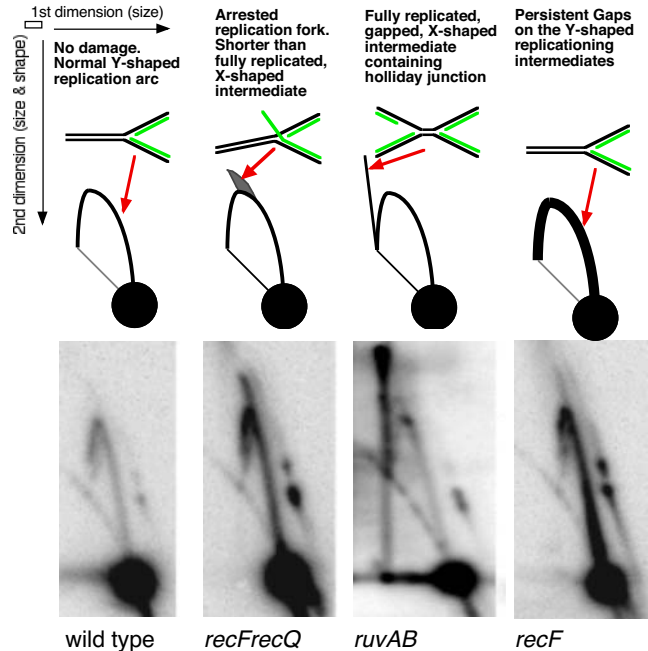 1st dimension (size)
2nd dimension (size & shape)
No damage.
Normal Y-shaped
replication arc
Arrested
replication fork.
Shorter than
fully replicated,
X-shaped
intermediate
Fully replicated,
gapped, X-shaped
intermediate
containing
holliday junction
Persistent Gaps
on the Y-shaped
replicationing
intermediates
wild type
recFrecQ
ruvAB
recF